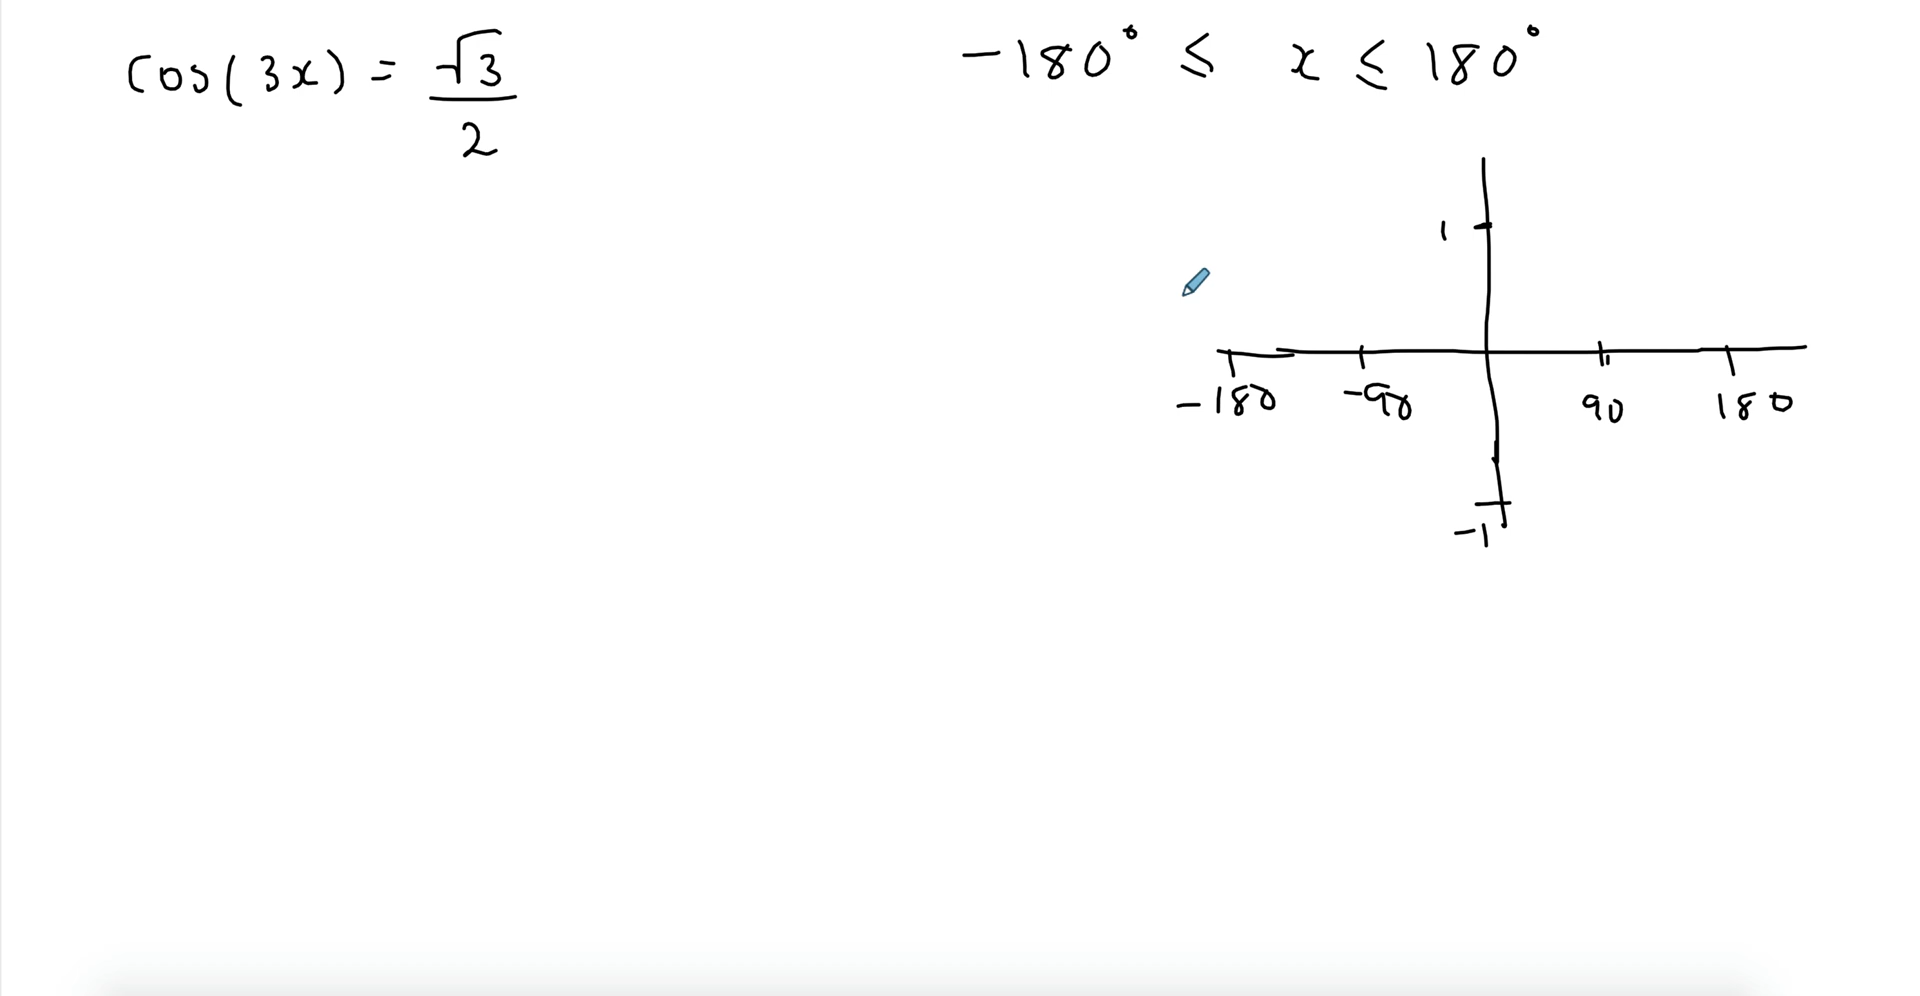 cos(3x) = √3/2
-180° ≤ x ≤ 180°
1
-180 -90 90 180
-1